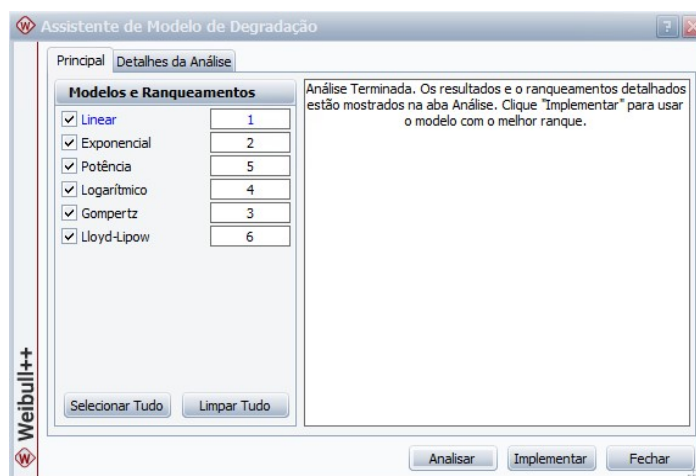 Assistente de Modelo de Degradação
?
Principal
Detalhes da Análise
Modelos e Ranqueamentos
Linear 1
Exponencial 2
Potência 5
Logarítmico 4
Gompertz 3
Lloyd-Lipow 6
Selecionar Tudo
Limpar Tudo
Análise Terminada. Os resultados e o ranqueamentos detalhados
estão mostrados na aba Análise. Clique "Implementar" para usar
o modelo com o melhor ranque.
Weibull++
Analisar
Implementar
Fechar